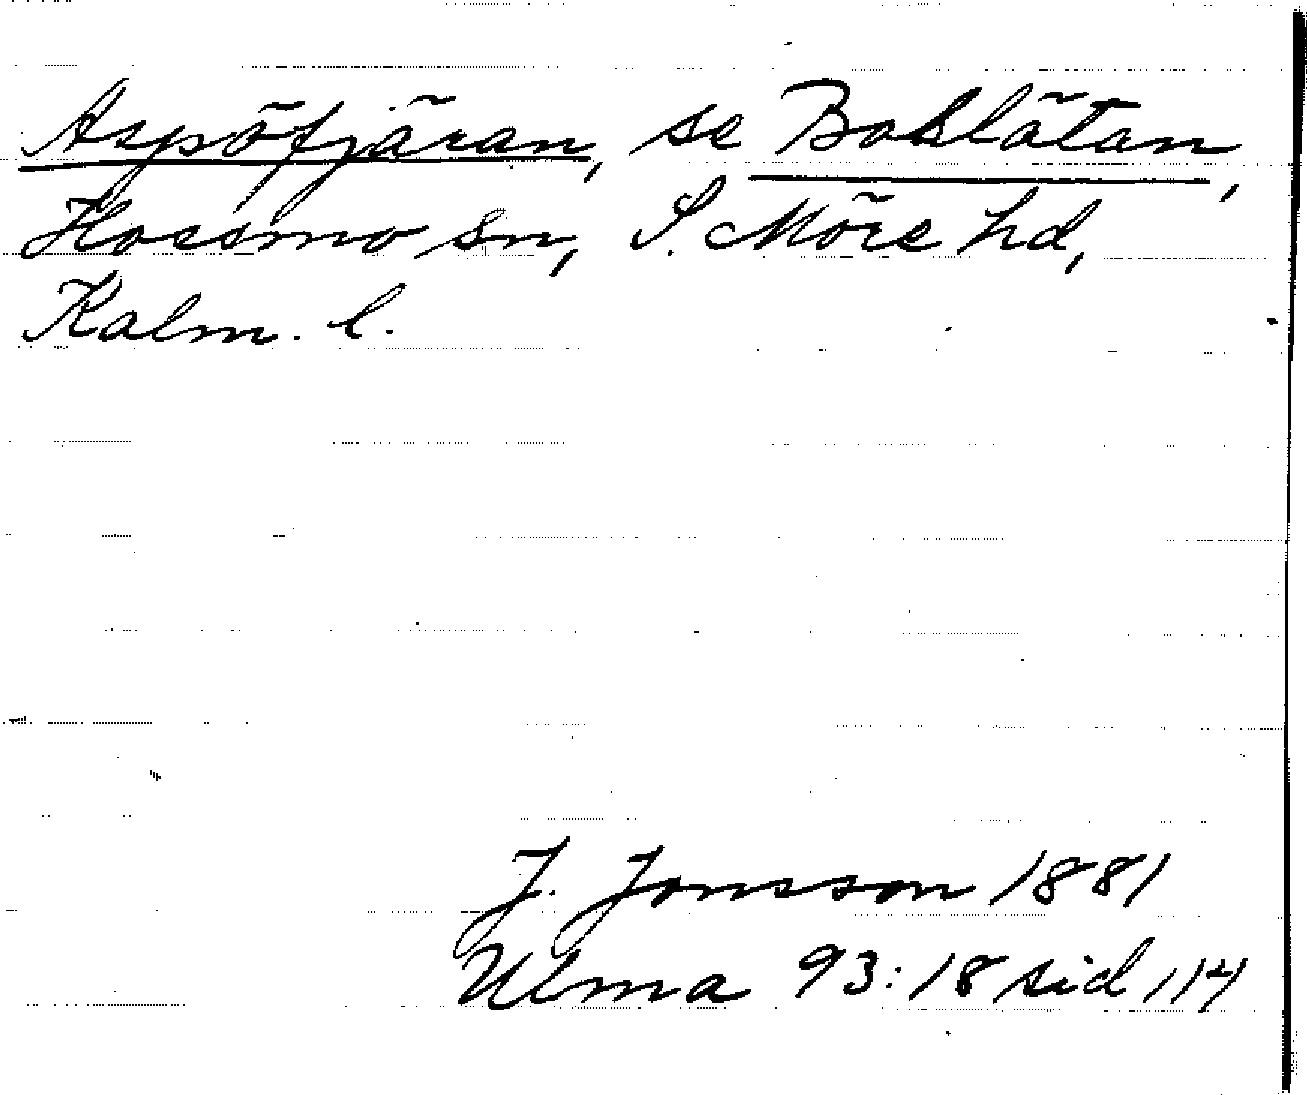 Aspöfjäran, se Boklåtan,
Hossmo sn, S. Möre hd,
Kalm. l.
J. Jonsson 1881
Ulma 93:18 sid 114